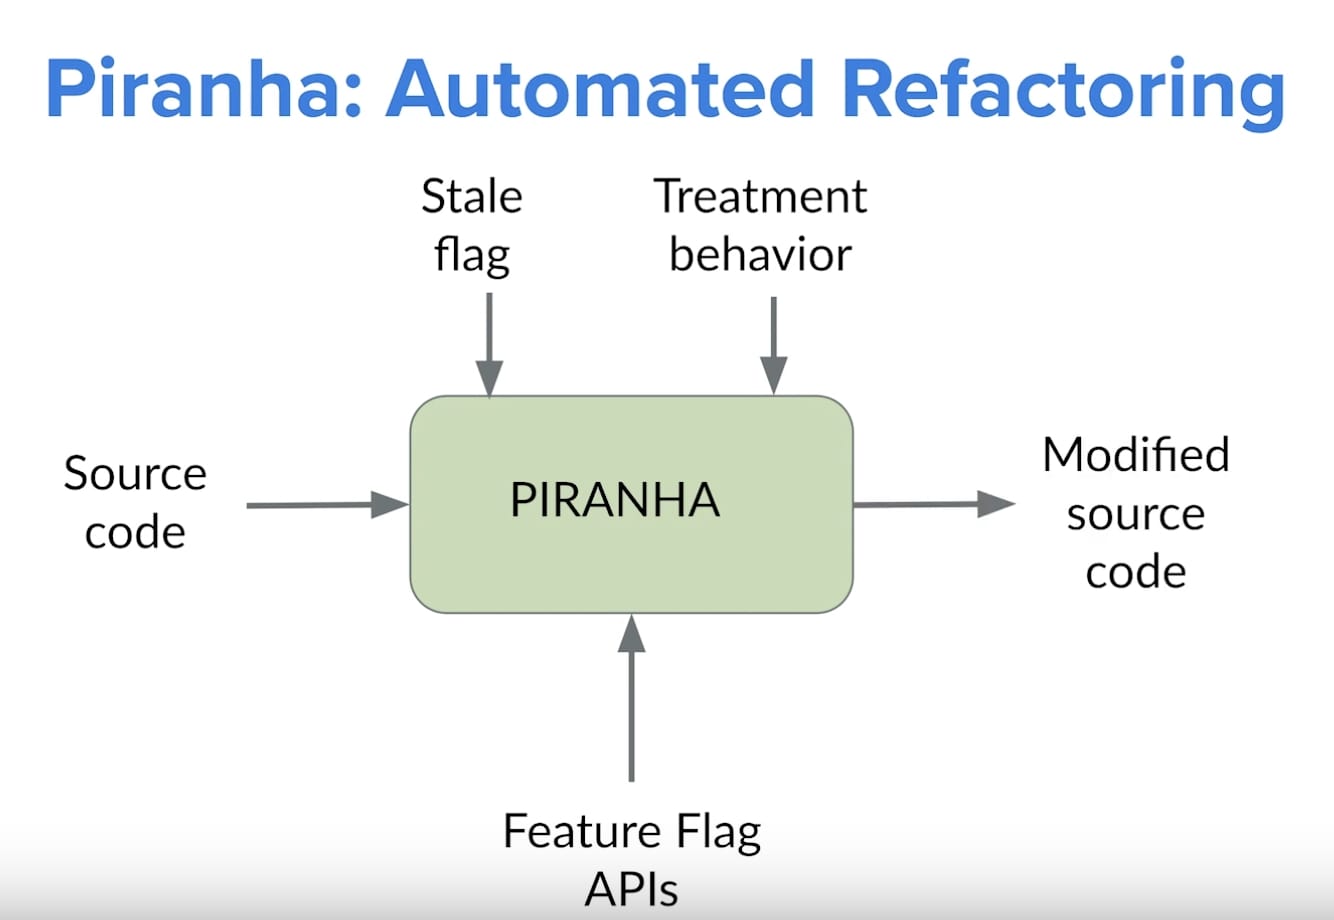 Piranha: Automated Refactoring
Stale
flag
Treatment
behavior
Source
code
PIRANHA
Modified
source
code
Feature Flag
APIs